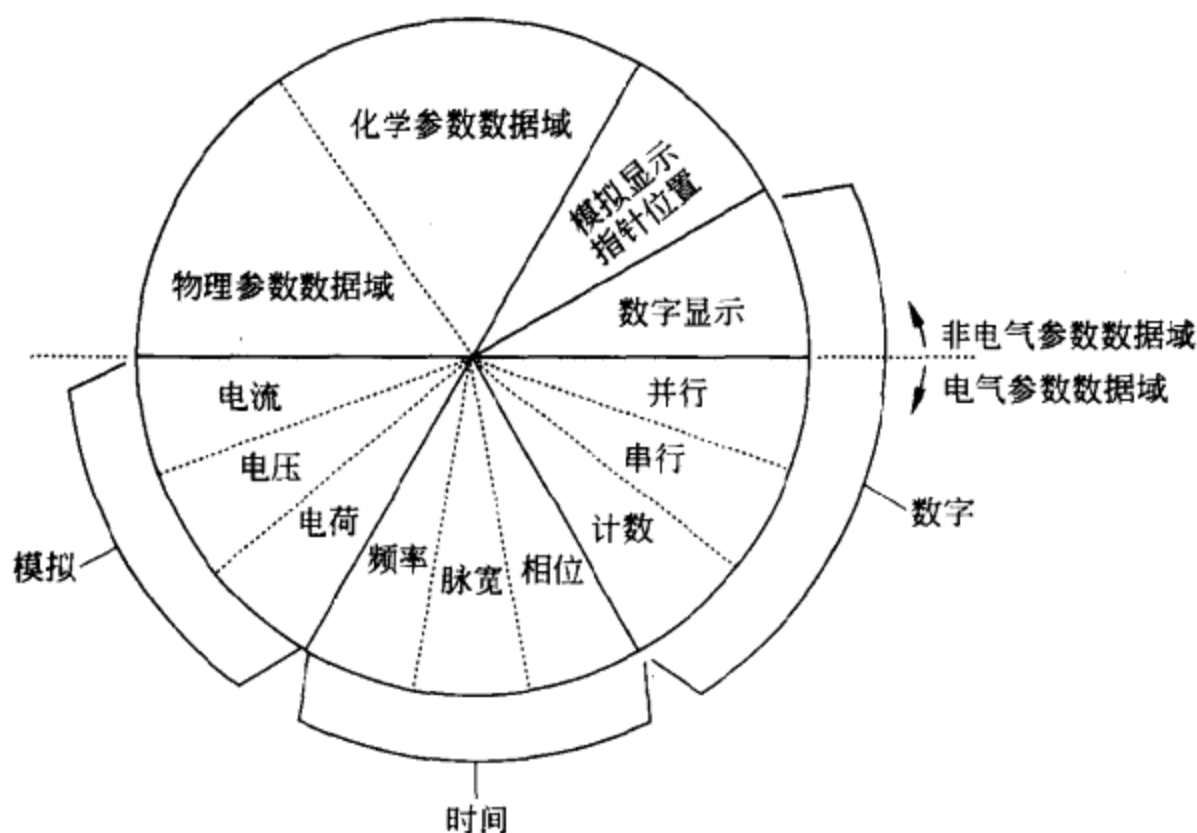 化学参数数据域
模拟显示
指针位置
物理参数数据域
数字显示
非电气参数数据域
电气参数数据域
电流
并行
电压
串行
电荷
计数
数字
频率
脉宽
相位
模拟
时间